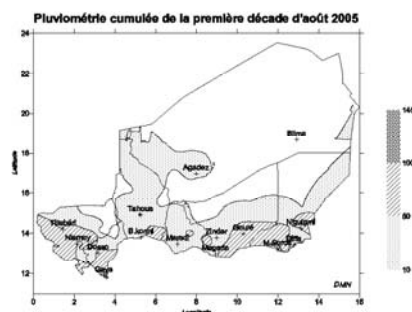 Pluviométrie cumulée de la première décade d'août 2005
24
22
20
18
16
14
12
0 2 4 6 8 10 12 14 16
Latitude
Longitude
Bilma
Agadez
Tahoua
Tillabéri
Niamey
Dosso
Gaya
B.konni
Maradi
Zinder
Magaria
Gouré
N'guigmi
Diffa
DMN
140
100
50
10